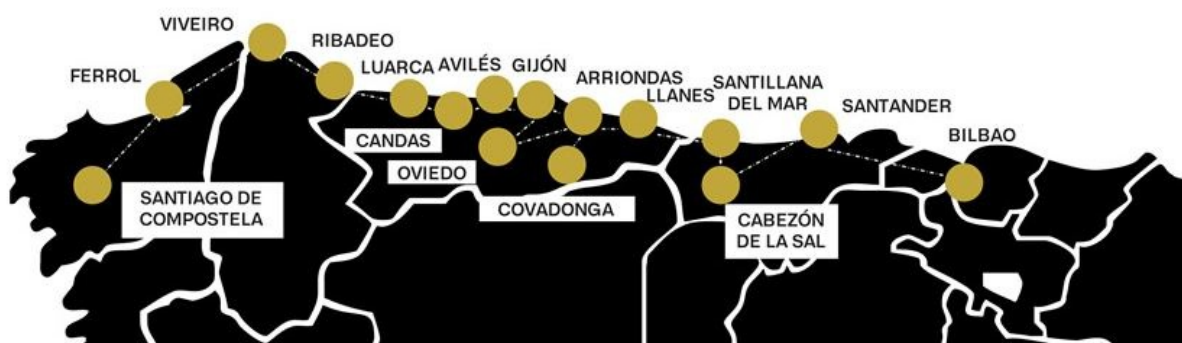 VIVEIRO
FERROL
RIBADEO
LUARCA
AVILÉS
GIJÓN
ARRIONDAS
LLANES
SANTILLANA
DEL MAR
SANTANDER
BILBAO
CANDAS
OVIEDO
SANTIAGO DE
COMPOSTELA
COVADONGA
CABEZÓN
DE LA SAL